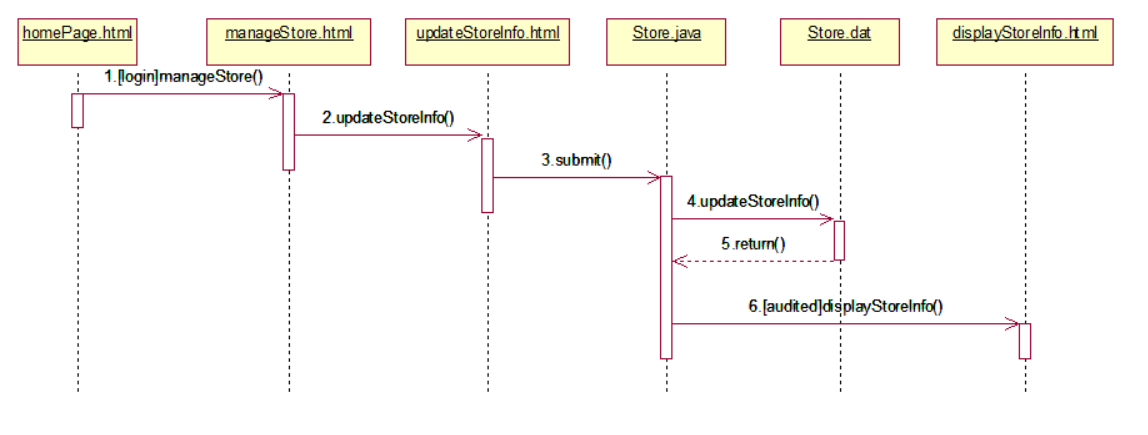 homePage.html
manageStore.html
updateStoreInfo.html
Store.java
Store.dat
displayStoreInfo.html
1.[login]manageStore()
2.updateStoreInfo()
3.submit()
4.updateStoreInfo()
5.return()
6.[audited]displayStoreInfo()